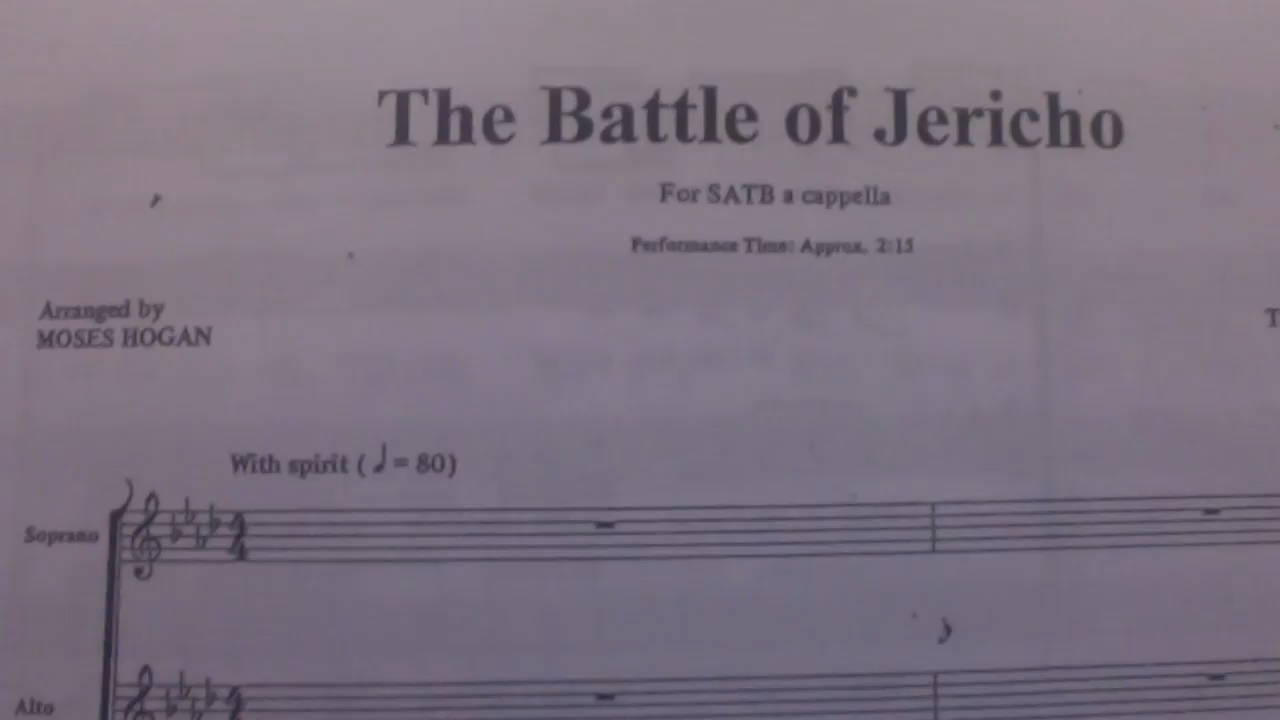 The Battle of Jericho
For SATB a cappella
Performance Time: Approx. 2:15
Arranged by
MOSES HOGAN
T
With spirit (♩= 80)
Soprano
Alto